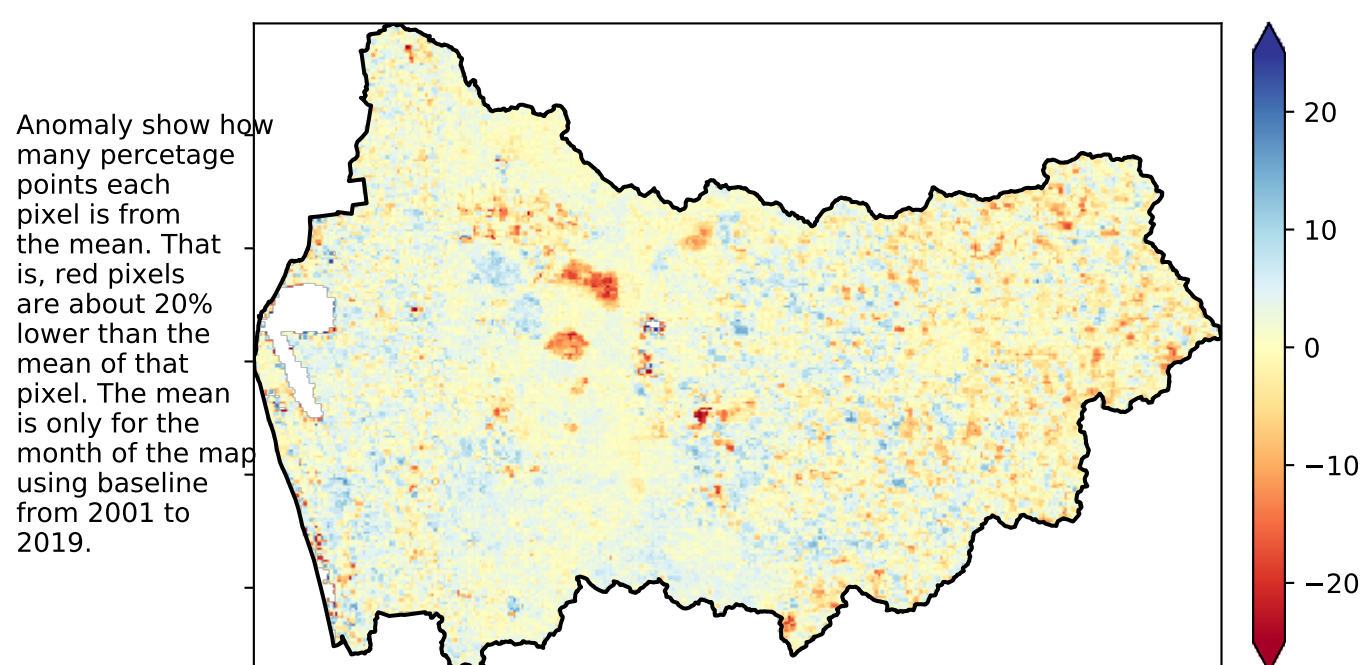 Anomaly show how
many percetage
points each
pixel is from
the mean. That
is, red pixels
are about 20%
lower than the
mean of that
pixel. The mean
is only for the
month of the map
using baseline
from 2001 to
2019.
20
10
0
−10
−20